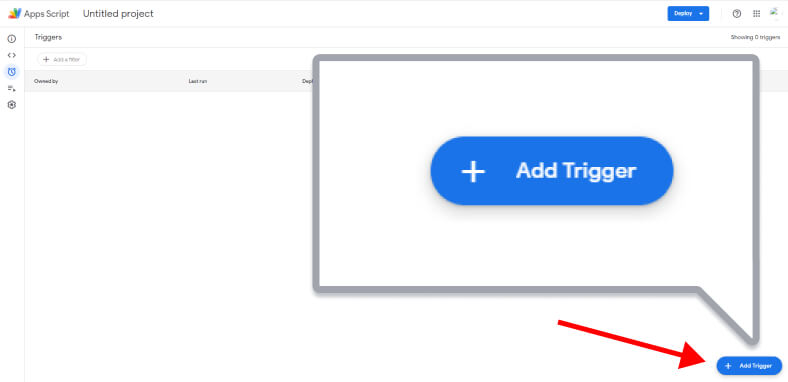 Apps Script Untitled project Deploy
Triggers Showing 0 triggers
+ Add a filter
Owned by Last run Depl
+ Add Trigger
+ Add Trigger